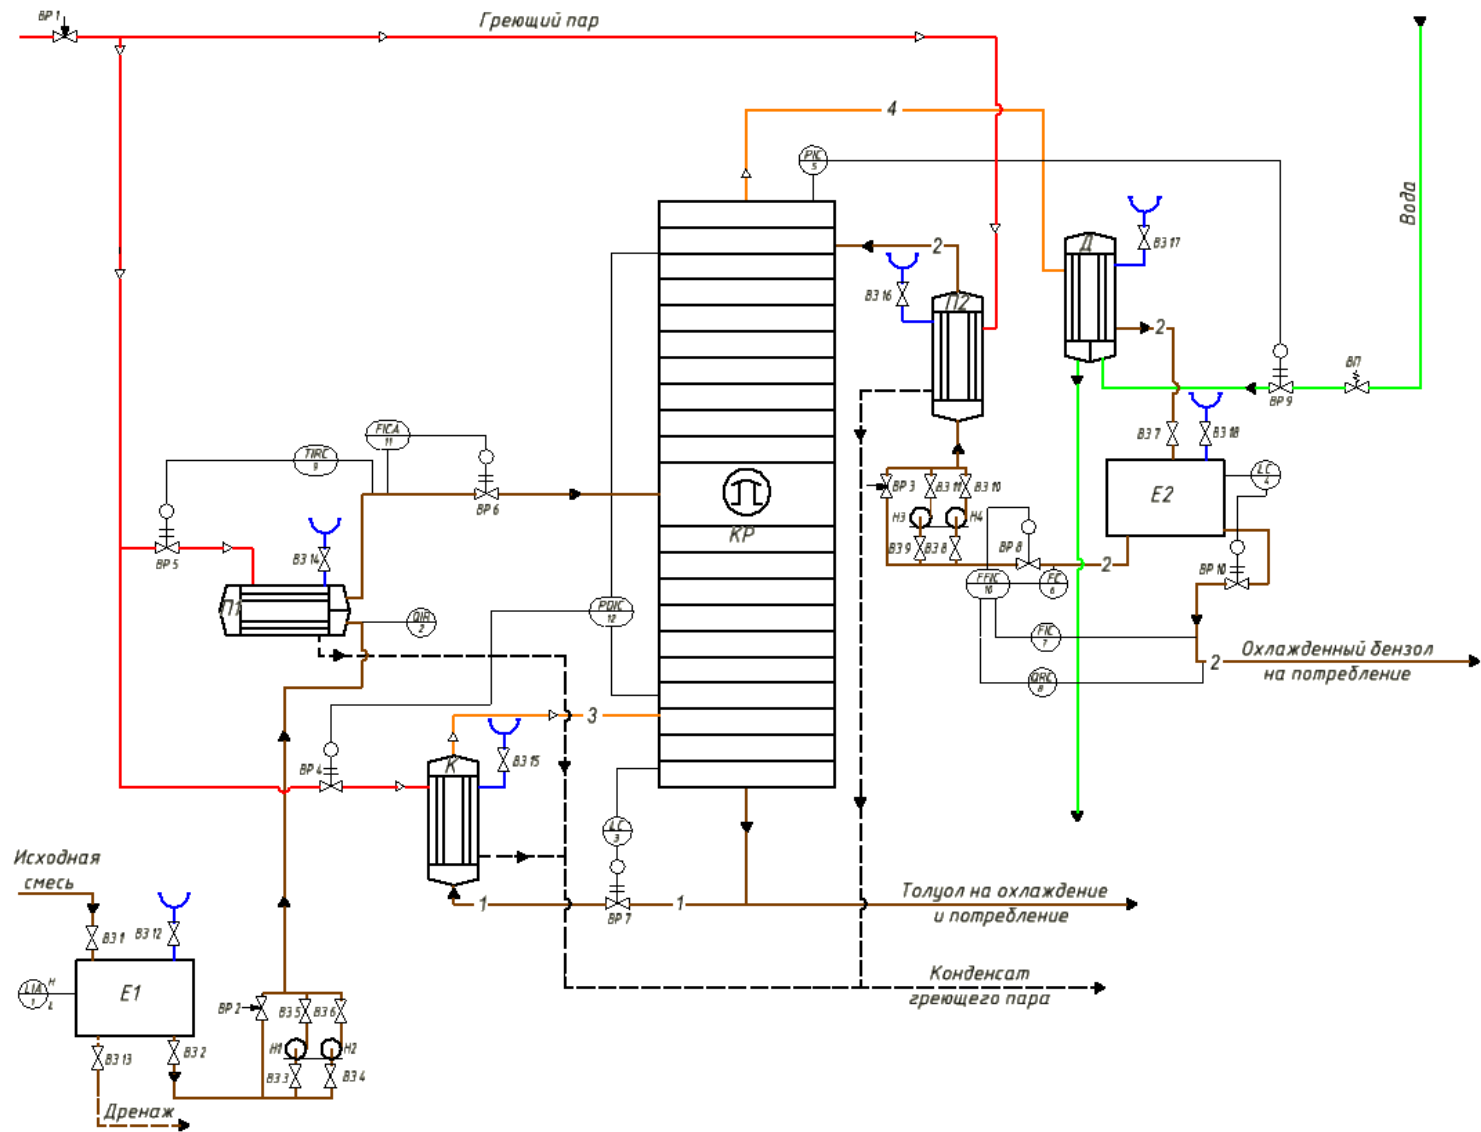 ВР 1
Греющий пар
4
PIC
5
Вода
Д
ВЗ 17
2
ВЗ 16
П2
2
ВП
ВР 9
FICA
11
TIRC
9
ВР 6
ВЗ 7
ВЗ 18
LC
4
Е2
КР
ВР 3
ВЗ 11
ВЗ 10
Н3
Н4
ВЗ 9
ВЗ 8
ВР 8
2
ВР 10
ВР 5
ВЗ 14
П1
QIR
2
PDIC
12
FFIC
10
FC
6
FIC
7
QRC
8
2
Охлажденный бензол
на потребление
3
ВР 4
К
ВЗ 15
LC
3
1
ВР 7
1
Толуол на охлаждение
и потребление
Исходная
смесь
ВЗ 1
ВЗ 12
LIA
1
H
L
Е1
Конденсат
греющего пара
ВР 2
ВЗ 5
ВЗ 6
Н1
Н2
ВЗ 13
ВЗ 2
ВЗ 3
ВЗ 4
Дренаж